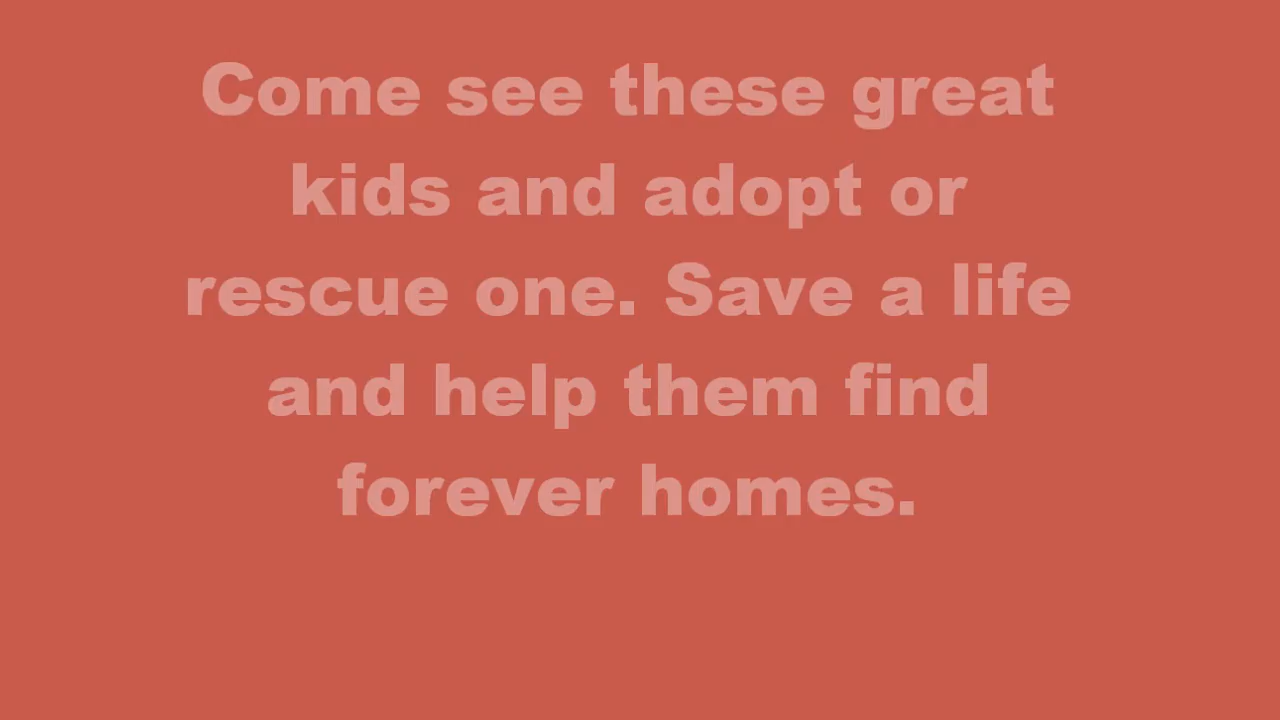 Come see these great
kids and adopt or
rescue one. Save a life
and help them find
forever homes.